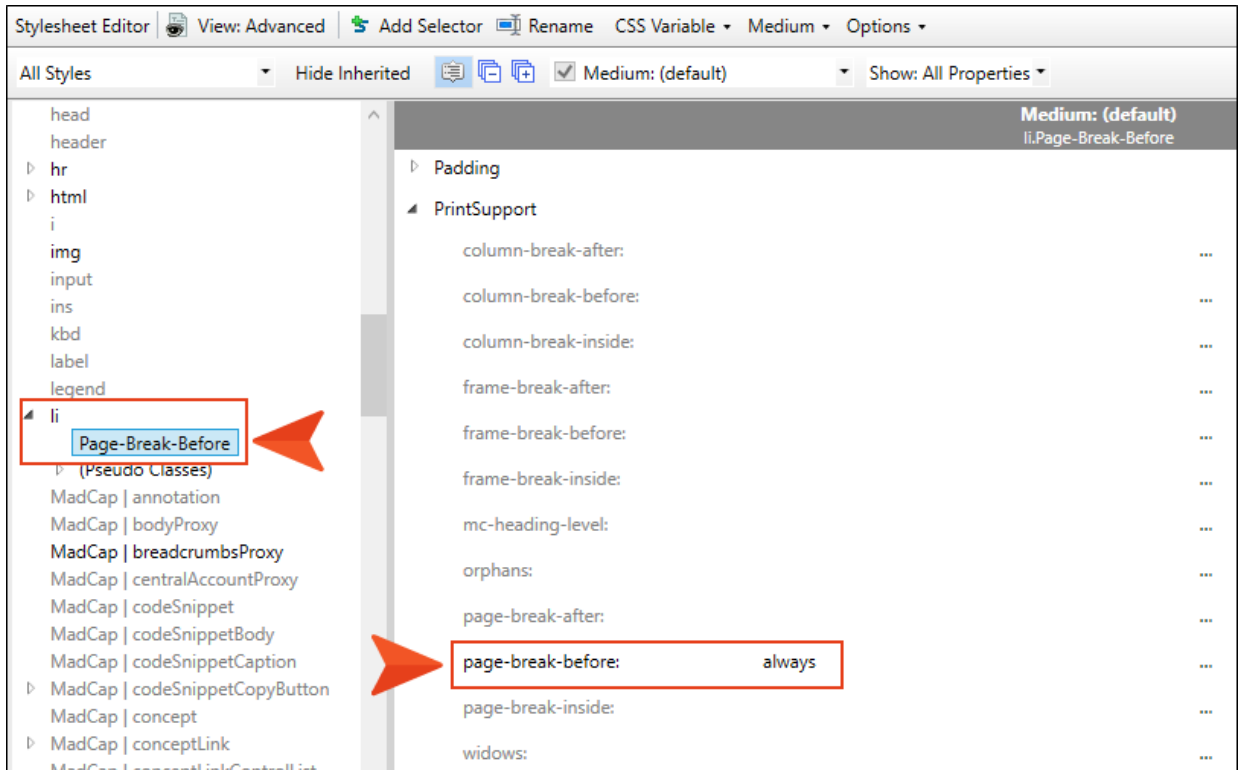 Stylesheet Editor View: Advanced Add Selector Rename CSS Variable Medium Options
All Styles Hide Inherited Medium: (default) Show: All Properties
head
header
hr
html
i
img
input
ins
kbd
label
legend
li
Page-Break-Before
(Pseudo Classes)
MadCap | annotation
MadCap | bodyProxy
MadCap | breadcrumbsProxy
MadCap | centralAccountProxy
MadCap | codeSnippet
MadCap | codeSnippetBody
MadCap | codeSnippetCaption
MadCap | codeSnippetCopyButton
MadCap | concept
MadCap | conceptLink
MadCap | conceptLinkControlList
Medium: (default)
li.Page-Break-Before
Padding
PrintSupport
column-break-after: ...
column-break-before: ...
column-break-inside: ...
frame-break-after: ...
frame-break-before: ...
frame-break-inside: ...
mc-heading-level: ...
orphans: ...
page-break-after: ...
page-break-before: always ...
page-break-inside: ...
widows: ...